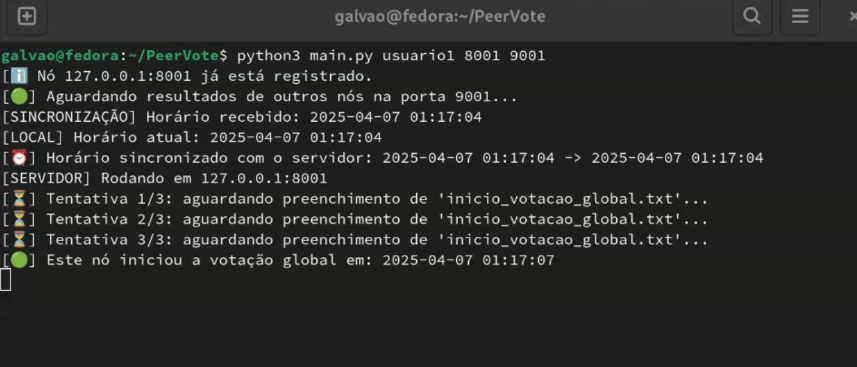 galvao@fedora:~/PeerVote
galvao@fedora:~/PeerVote$ python3 main.py usuario1 8001 9001
[ℹ️ Nó 127.0.0.1:8001 já está registrado.
[🟢] Aguardando resultados de outros nós na porta 9001...
[SINCRONIZAÇÃO] Horário recebido: 2025-04-07 01:17:04
[LOCAL] Horário atual: 2025-04-07 01:17:04
[⏰] Horário sincronizado com o servidor: 2025-04-07 01:17:04 -> 2025-04-07 01:17:04
[SERVIDOR] Rodando em 127.0.0.1:8001
[⏳] Tentativa 1/3: aguardando preenchimento de 'inicio_votacao_global.txt'...
[⏳] Tentativa 2/3: aguardando preenchimento de 'inicio_votacao_global.txt'...
[⏳] Tentativa 3/3: aguardando preenchimento de 'inicio_votacao_global.txt'...
[🟢] Este nó iniciou a votação global em: 2025-04-07 01:17:07